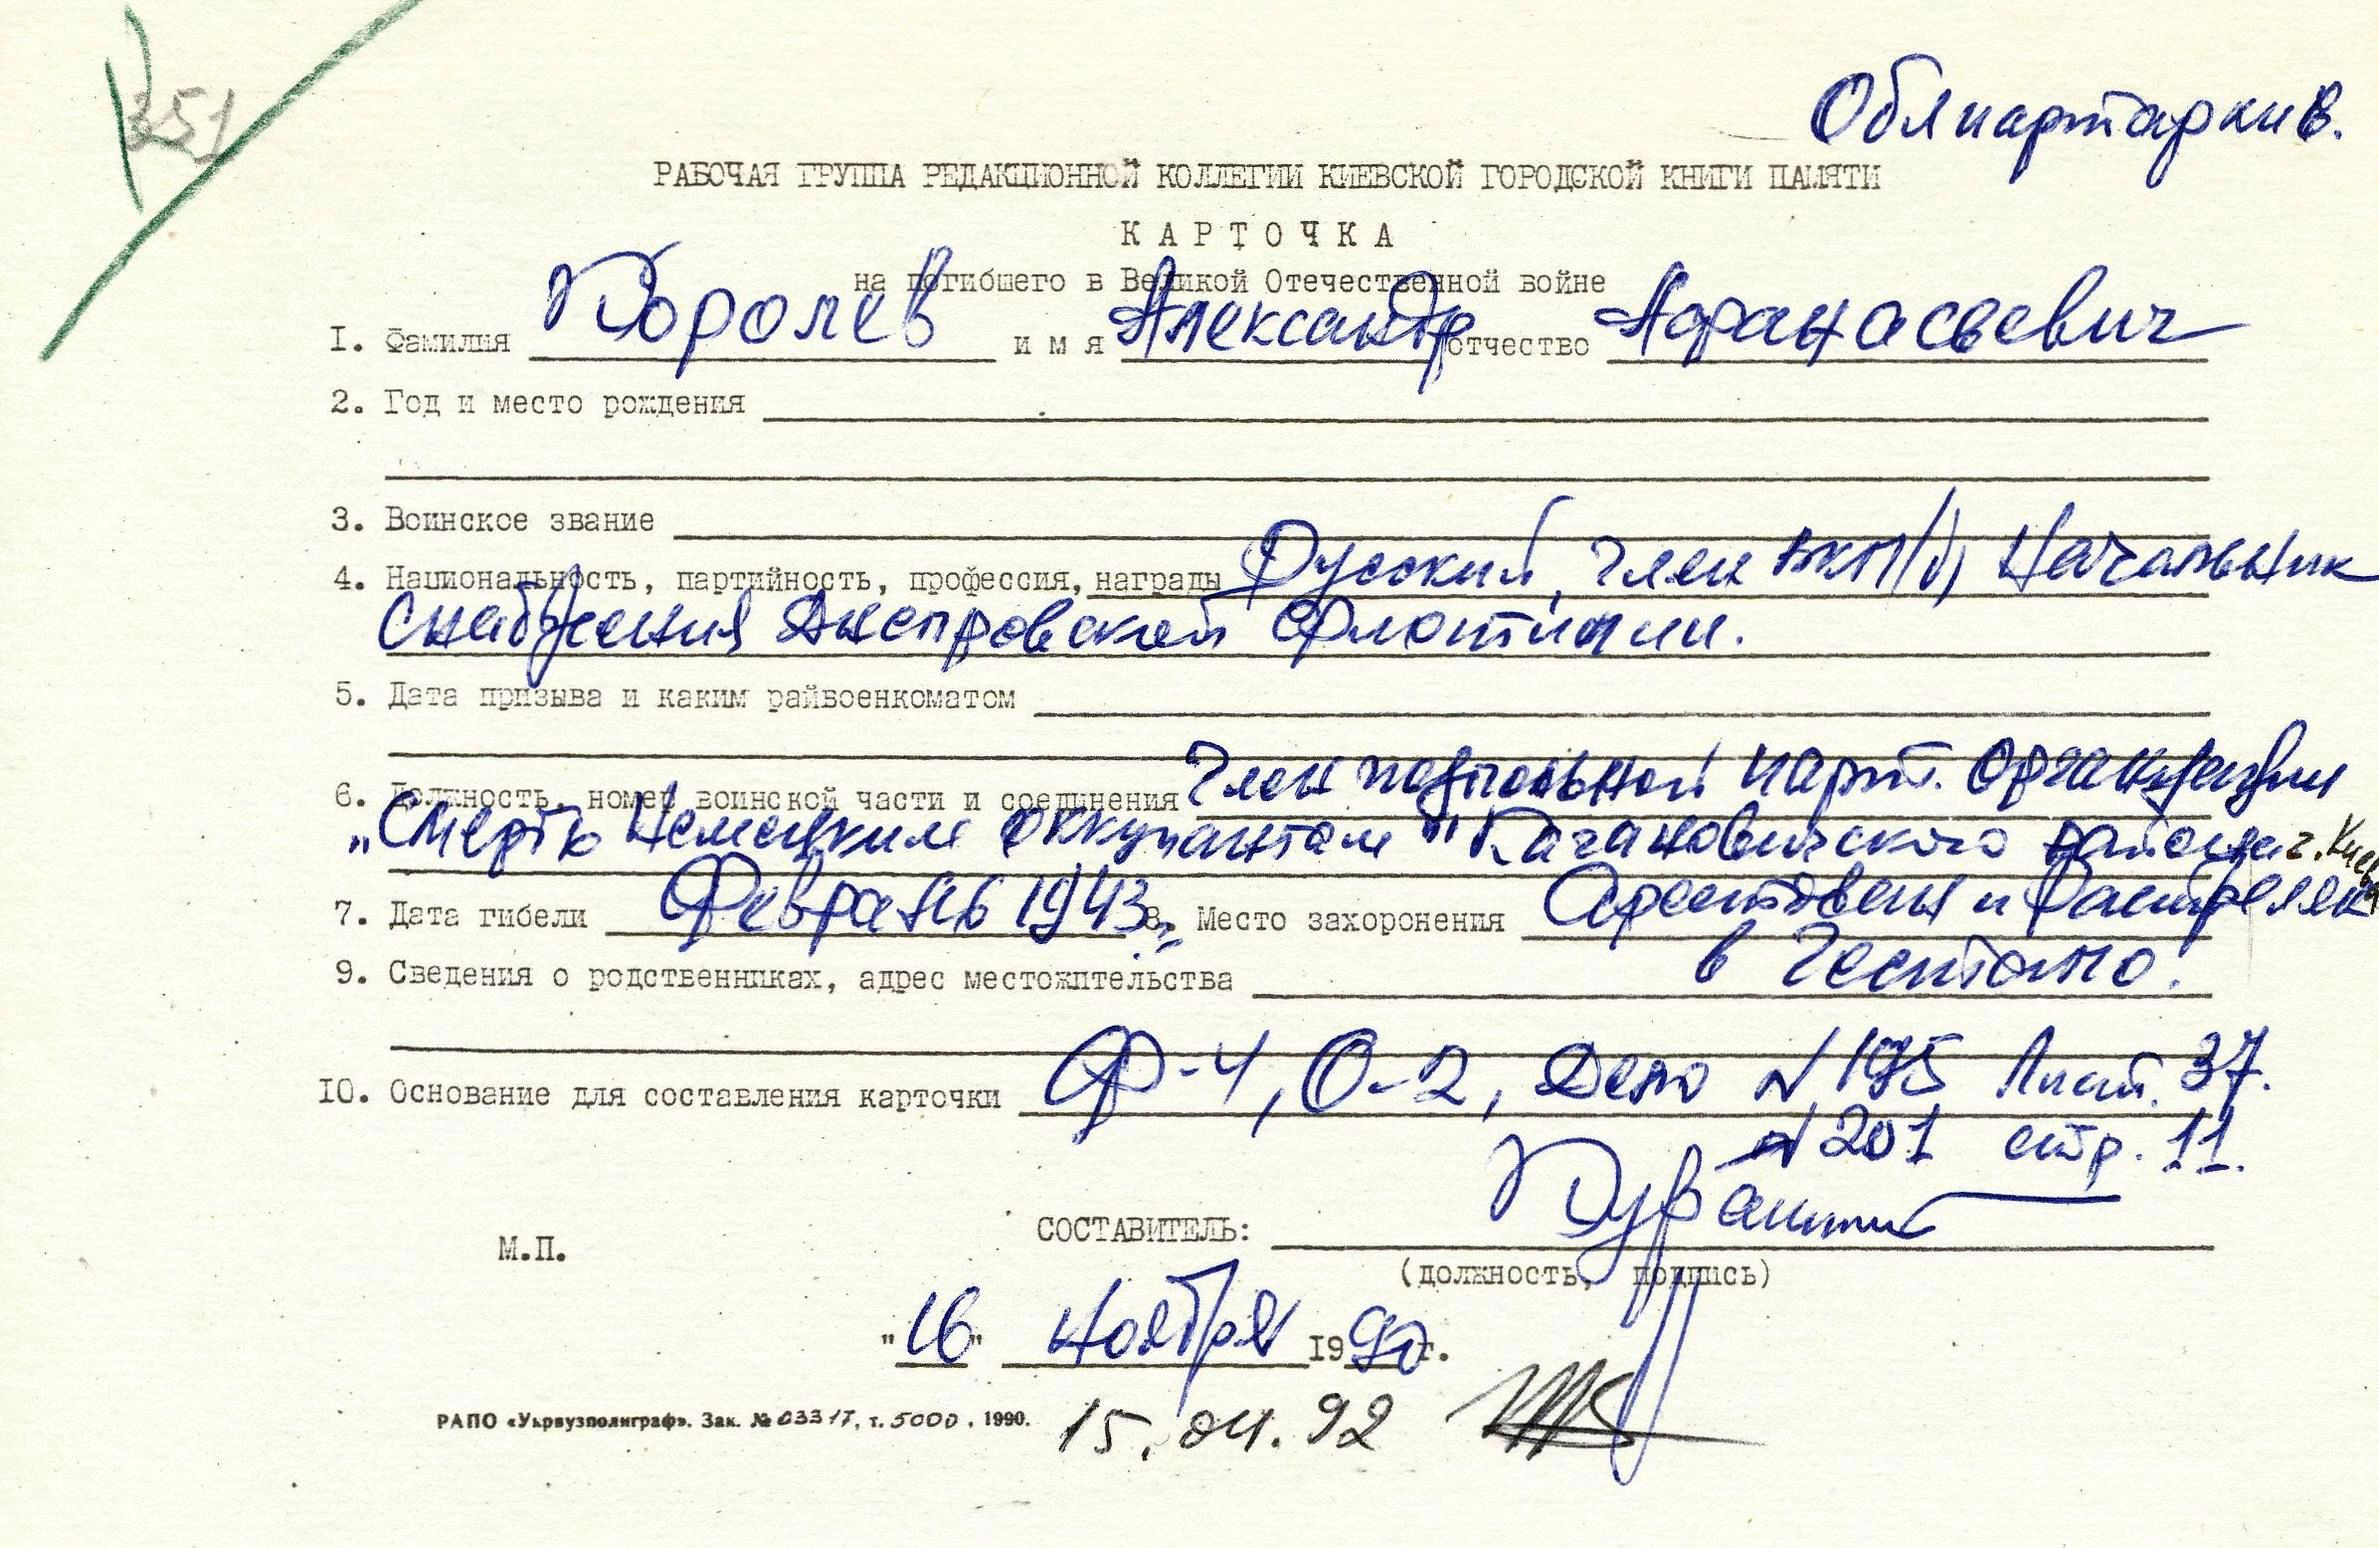 351
Облпартархив.
РАБОЧАЯ ГРУППА РЕДАКЦИОННОЙ КОЛЛЕГИИ КИЕВСКОЙ ГОРОДСКОЙ КНИГИ ПАМЯТИ
КАРТОЧКА
на погибшего в Великой Отечественной войне
1. Фамилия Королев имя Александр отчество Афанасьевич
2. Год и место рождения
3. Воинское звание
4. Национальность, партийность, профессия, награды Русский, член ВКП(б), Начальник
снабжения Днепровской флотилии.
5. Дата призыва и каким райвоенкоматом
6. Должность, номер воинской части и соединения Член подпольной парт. организации
„Смерть Немецким оккупантам" Кагановичского района г. Киева
7. Дата гибели Февраль 1943 8. Место захоронения Арестован и Расстрелян
в Гестапо.
9. Сведения о родственниках, адрес местожительства
10. Основание для составления карточки Ф-4, О-2, Дело № 195 Лист. 37.
№ 201 стр. 11.
СОСТАВИТЕЛЬ:
(должность, подпись)
М.П.
"16" ноября 1990 г.
РАПО «Укрвузполиграф». Зак. № 03317, т. 5000, 1990.
15.04.92